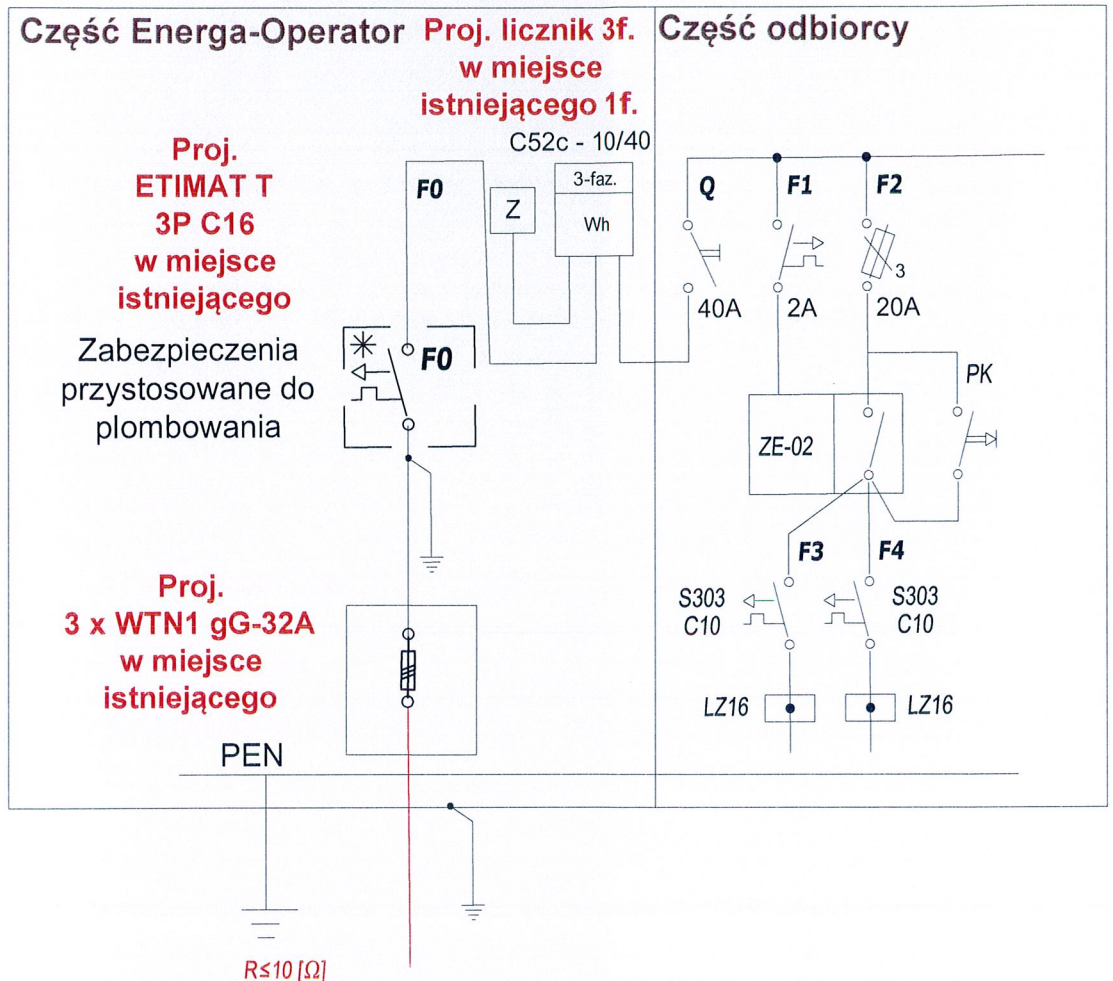 Część Energa-Operator
Proj. licznik 3f.
w miejsce
istniejącego 1f.
Część odbiorcy
C52c - 10/40
3-faz.
Wh
Z
F0
Proj.
ETIMAT T
3P C16
w miejsce
istniejącego
Zabezpieczenia
przystosowane do
plombowania
F0
Q
F1
F2
3
40A
2A
20A
PK
ZE-02
F3
F4
S303
C10
S303
C10
LZ16
LZ16
Proj.
3 x WTN1 gG-32A
w miejsce
istniejącego
PEN
R≤10 [Ω]